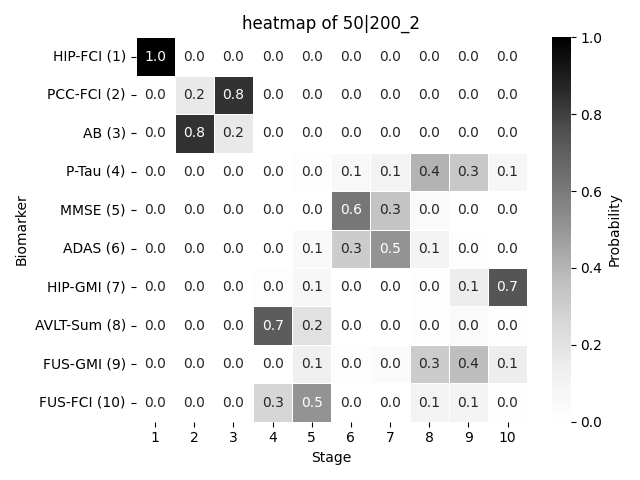 heatmap of 50|200_2
HIP-FCI (1) 1.0 0.0 0.0 0.0 0.0 0.0 0.0 0.0 0.0 0.0
PCC-FCI (2) 0.0 0.2 0.8 0.0 0.0 0.0 0.0 0.0 0.0 0.0
AB (3) 0.0 0.8 0.2 0.0 0.0 0.0 0.0 0.0 0.0 0.0
P-Tau (4) 0.0 0.0 0.0 0.0 0.0 0.1 0.1 0.4 0.3 0.1
MMSE (5) 0.0 0.0 0.0 0.0 0.0 0.6 0.3 0.0 0.0 0.0
ADAS (6) 0.0 0.0 0.0 0.0 0.1 0.3 0.5 0.1 0.0 0.0
HIP-GMI (7) 0.0 0.0 0.0 0.0 0.1 0.0 0.0 0.0 0.1 0.7
AVLT-Sum (8) 0.0 0.0 0.0 0.7 0.2 0.0 0.0 0.0 0.0 0.0
FUS-GMI (9) 0.0 0.0 0.0 0.0 0.1 0.0 0.0 0.3 0.4 0.1
FUS-FCI (10) 0.0 0.0 0.0 0.3 0.5 0.0 0.0 0.1 0.1 0.0
1 2 3 4 5 6 7 8 9 10
Stage
Biomarker
1.0
0.8
0.6
0.4
0.2
0.0
Probability